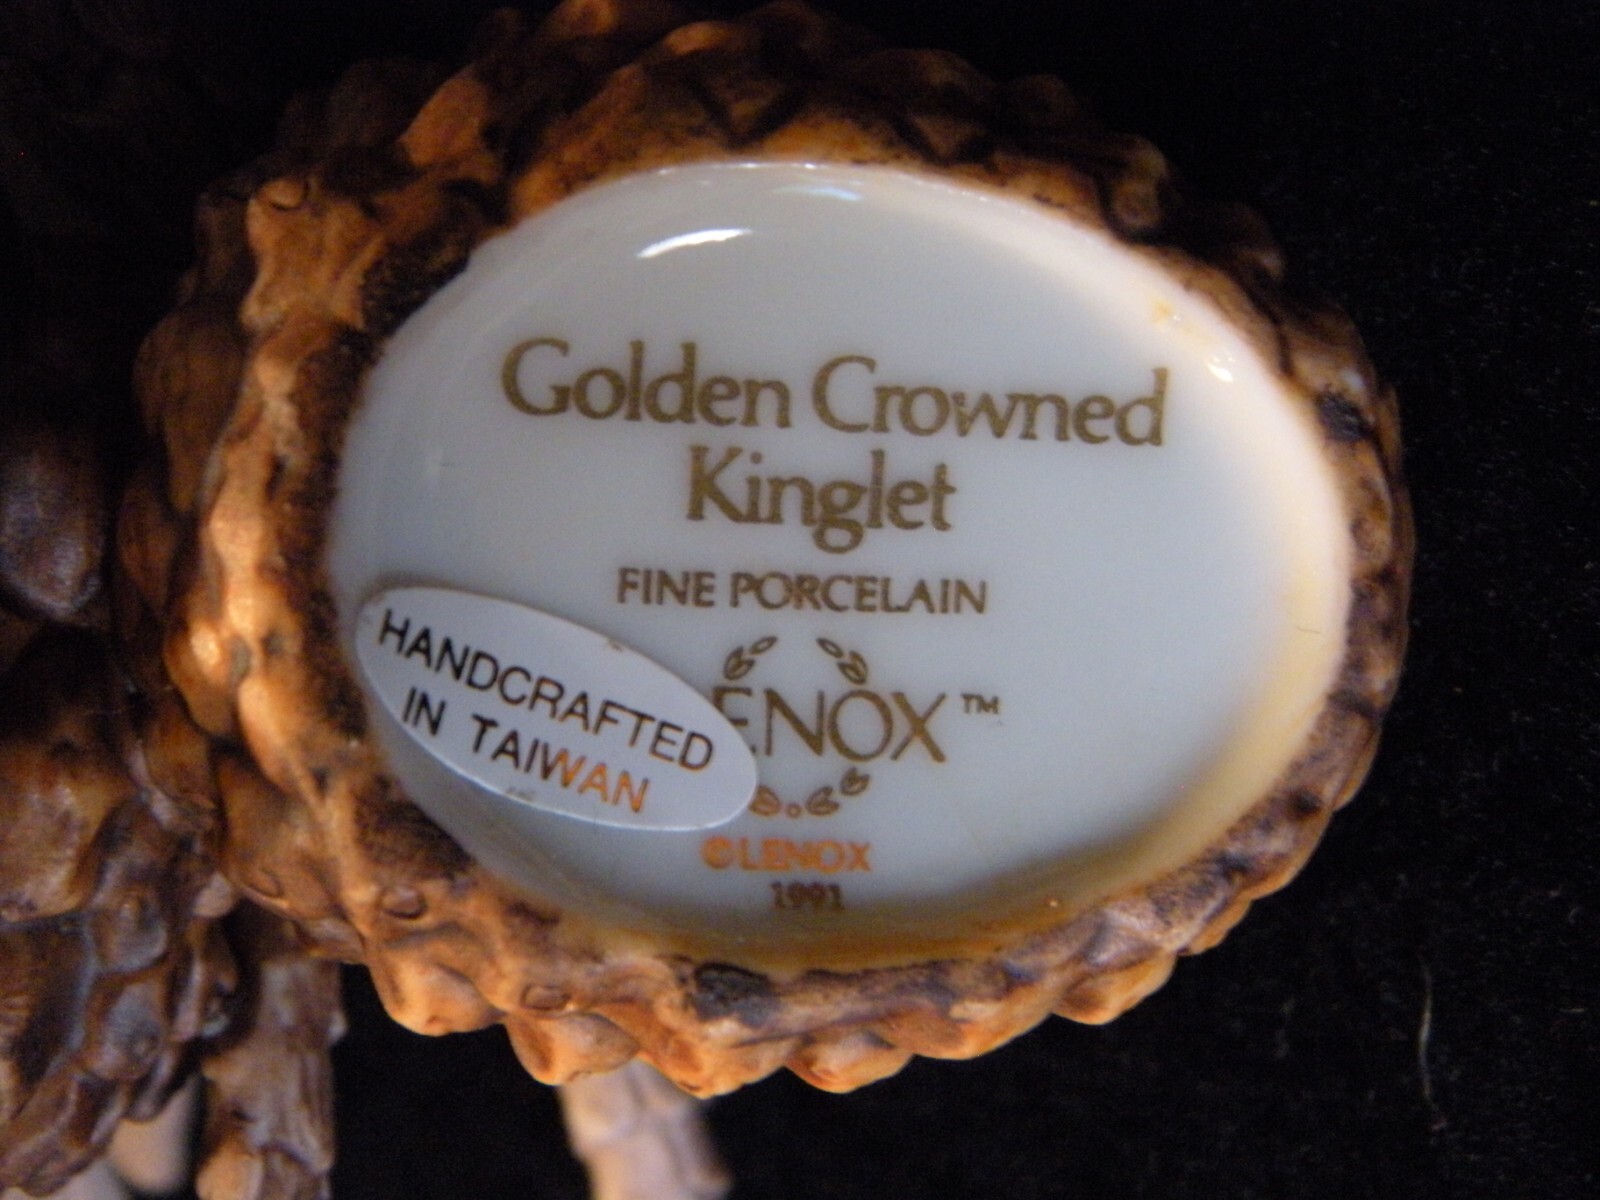 Golden Crowned
Kinglet
FINE PORCELAIN
HANDCRAFTED
IN TAIWAN
ENOX™
©LENOX
1991